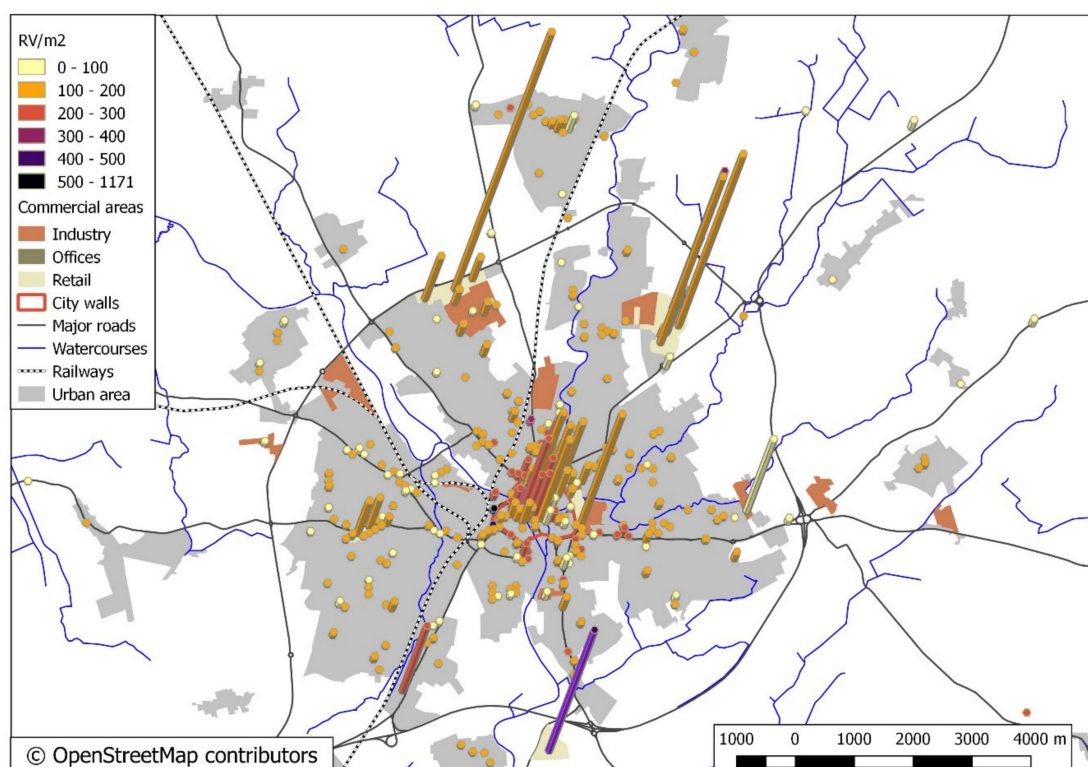 RV/m2
0 - 100
100 - 200
200 - 300
300 - 400
400 - 500
500 - 1171
Commercial areas
Industry
Offices
Retail
City walls
Major roads
Watercourses
Railways
Urban area
© OpenStreetMap contributors
1000 0 1000 2000 3000 4000 m